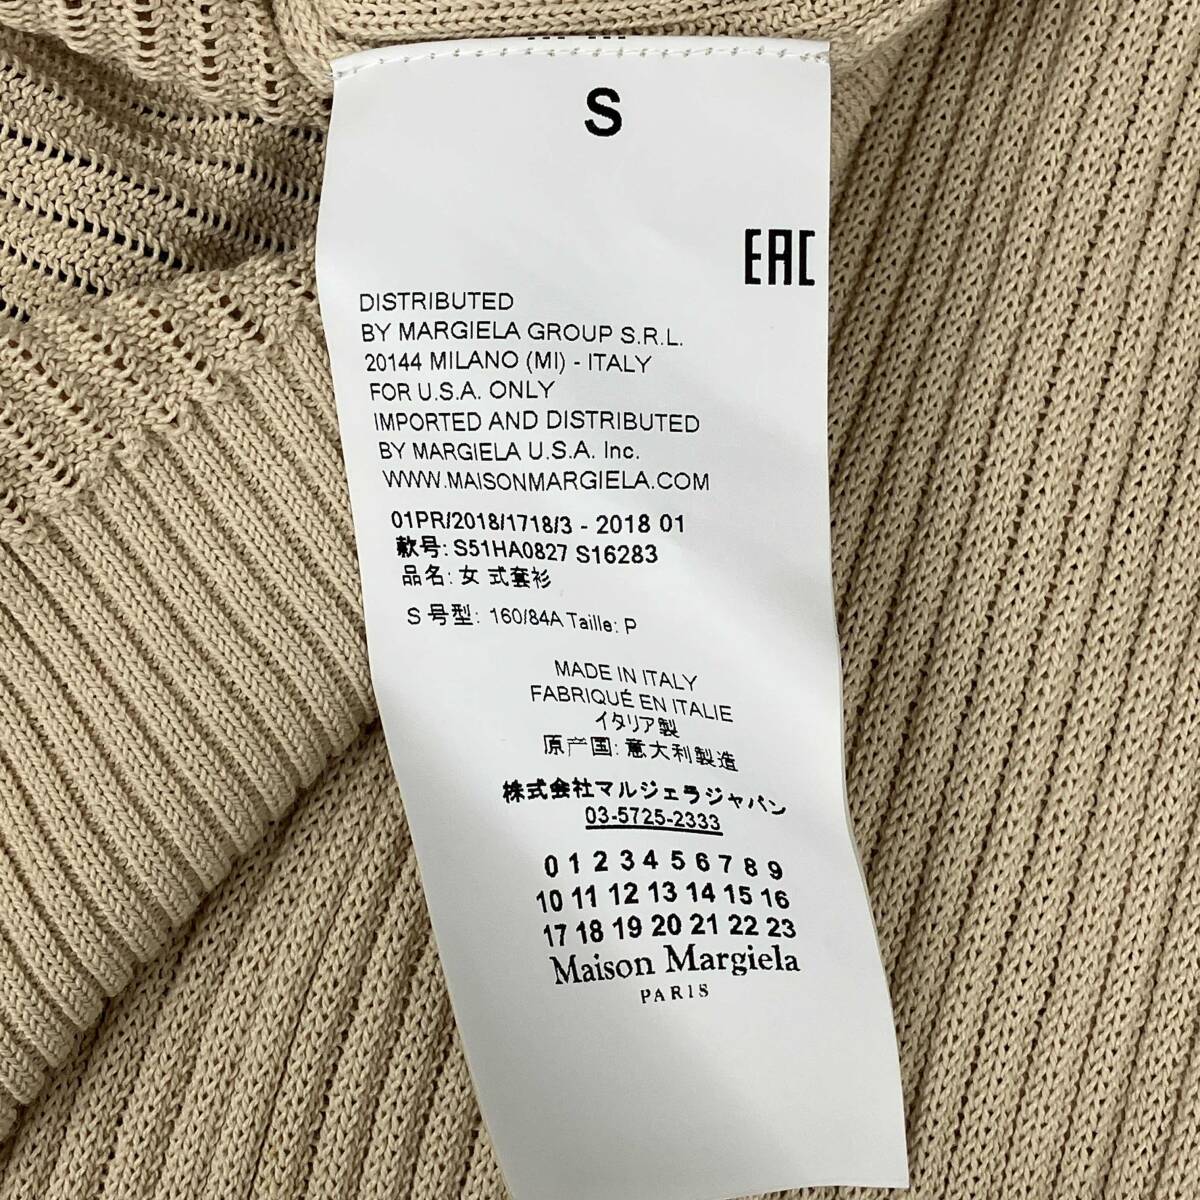 S
EAC
DISTRIBUTED
BY MARGIELA GROUP S.R.L.
20144 MILANO (MI) - ITALY
FOR U.S.A. ONLY
IMPORTED AND DISTRIBUTED
BY MARGIELA U.S.A. Inc.
WWW.MAISONMARGIELA.COM
01PR/2018/1718/3 - 2018 01
款号: S51HA0827 S16283
品名: 女 式套衫
S 号型: 160/84A Taille: P
MADE IN ITALY
FABRIQUÉ EN ITALIE
イタリア製
原产国: 意大利製造
株式会社マルジェラジャパン
03-5725-2333
0 1 2 3 4 5 6 7 8 9
10 11 12 13 14 15 16
17 18 19 20 21 22 23
Maison Margiela
PARIS